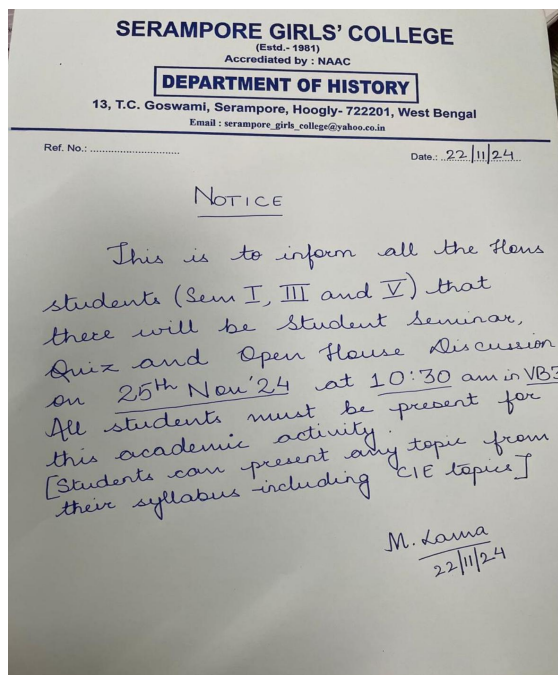 SERAMPORE GIRLS' COLLEGE
(Estd.- 1981)
Accrediated by : NAAC
DEPARTMENT OF HISTORY
13, T.C. Goswami, Serampore, Hoogly- 722201, West Bengal
Email : serampore_girls_college@yahoo.co.in
Ref. No.: ..............................
Date.: 22/11/24
NOTICE
This is to inform all the Hons
students (Sem I, III and V) that
there will be Student Seminar,
Quiz and Open House Discussion
on 25th Nov'24 at 10:30 am in VB3
All students must be present for
this academic activity.
[Students can present any topic from
their syllabus including CIE topics]
M. Lama
22/11/24